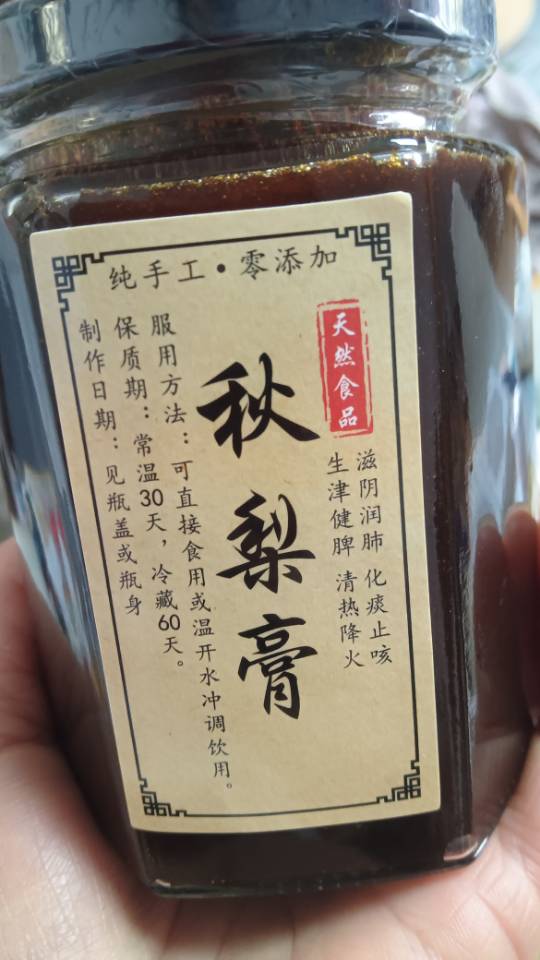 纯手工·零添加
天然食品
滋阴润肺 化痰止咳
生津健脾 清热降火
秋梨膏
服用方法：可直接食用或温开水冲调饮用。
保质期：常温30天，冷藏60天。
制作日期：见瓶盖或瓶身